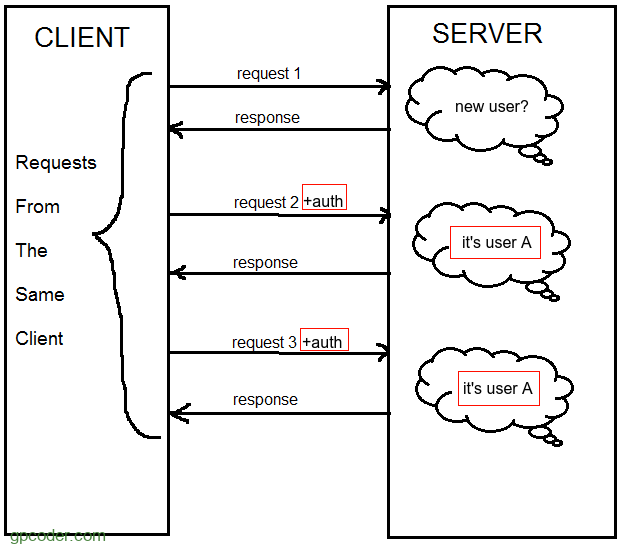 CLIENT
SERVER
request 1
new user?
response
Requests
From
The
Same
Client
request 2 +auth
it's user A
response
request 3 +auth
it's user A
response
gpcoder.com